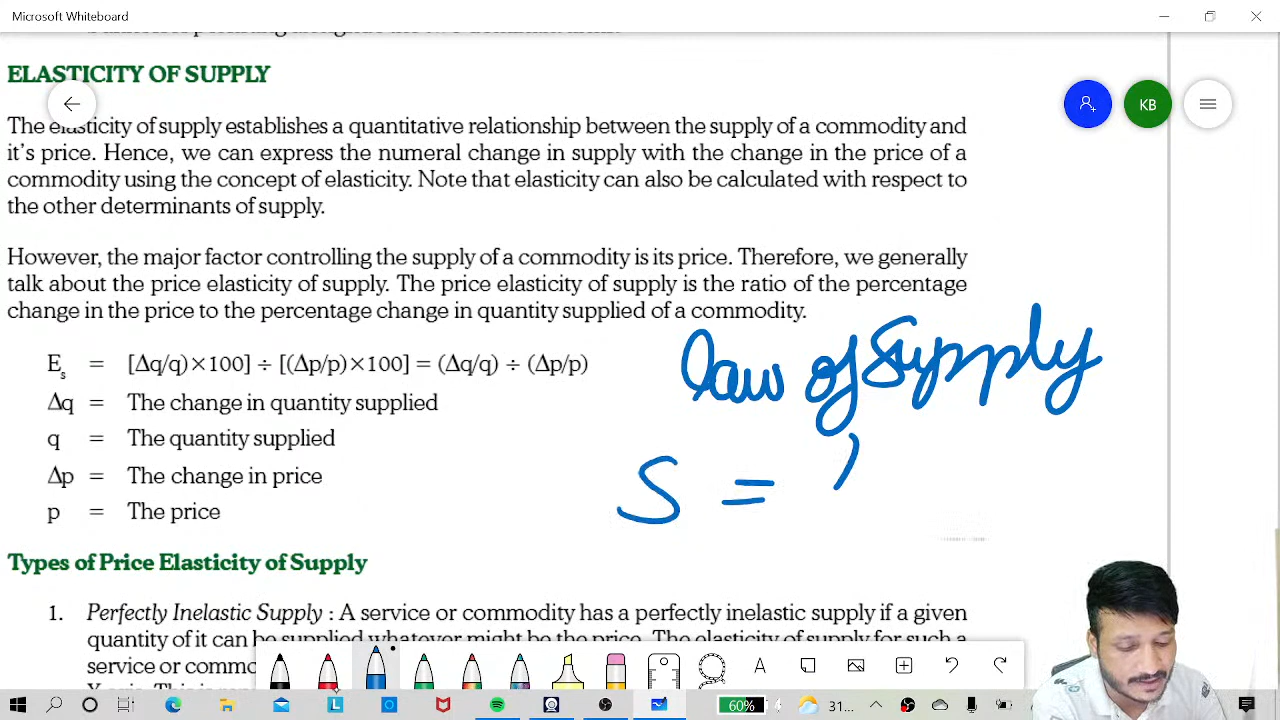 Microsoft Whiteboard
ELASTICITY OF SUPPLY
KB
The elasticity of supply establishes a quantitative relationship between the supply of a commodity and
it's price. Hence, we can express the numeral change in supply with the change in the price of a
commodity using the concept of elasticity. Note that elasticity can also be calculated with respect to
the other determinants of supply.
However, the major factor controlling the supply of a commodity is its price. Therefore, we generally
talk about the price elasticity of supply. The price elasticity of supply is the ratio of the percentage
change in the price to the percentage change in quantity supplied of a commodity.
law of supply
Es = [Δq/q)×100] ÷ [(Δp/p)×100] = (Δq/q) ÷ (Δp/p)
Δq = The change in quantity supplied
q = The quantity supplied
S =
Δp = The change in price
p = The price
Types of Price Elasticity of Supply
1. Perfectly Inelastic Supply : A service or commodity has a perfectly inelastic supply if a given
quantity of it can be supplied whatever might be the price. The elasticity of supply for such a
service or commo
60%
31...